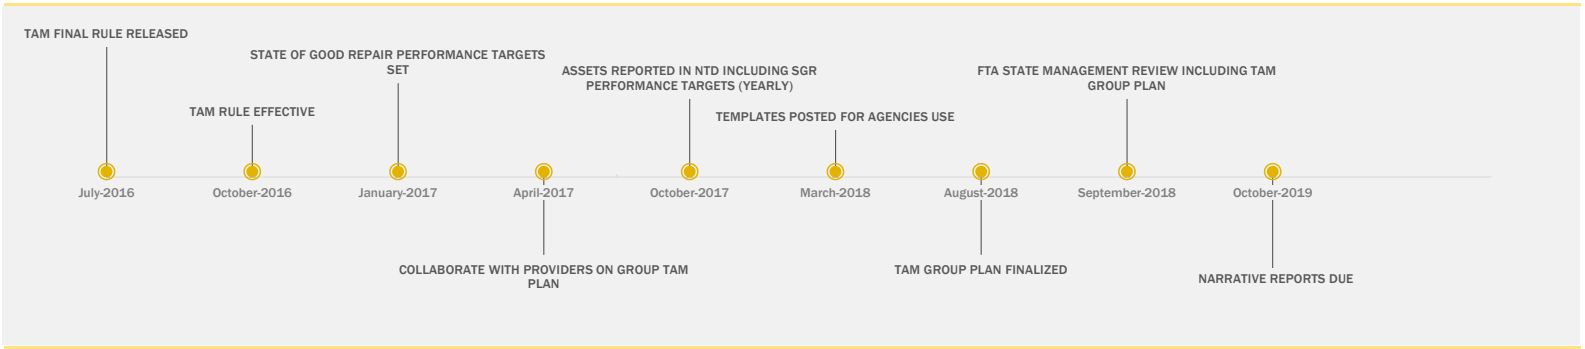 TAM FINAL RULE RELEASED
STATE OF GOOD REPAIR PERFORMANCE TARGETS
SET
ASSETS REPORTED IN NTD INCLUDING SGR
PERFORMANCE TARGETS (YEARLY)
FTA STATE MANAGEMENT REVIEW INCLUDING TAM
GROUP PLAN
TAM RULE EFFECTIVE
TEMPLATES POSTED FOR AGENCIES USE
July-2016
October-2016
January-2017
April-2017
October-2017
March-2018
August-2018
September-2018
October-2019
COLLABORATE WITH PROVIDERS ON GROUP TAM
PLAN
TAM GROUP PLAN FINALIZED
NARRATIVE REPORTS DUE